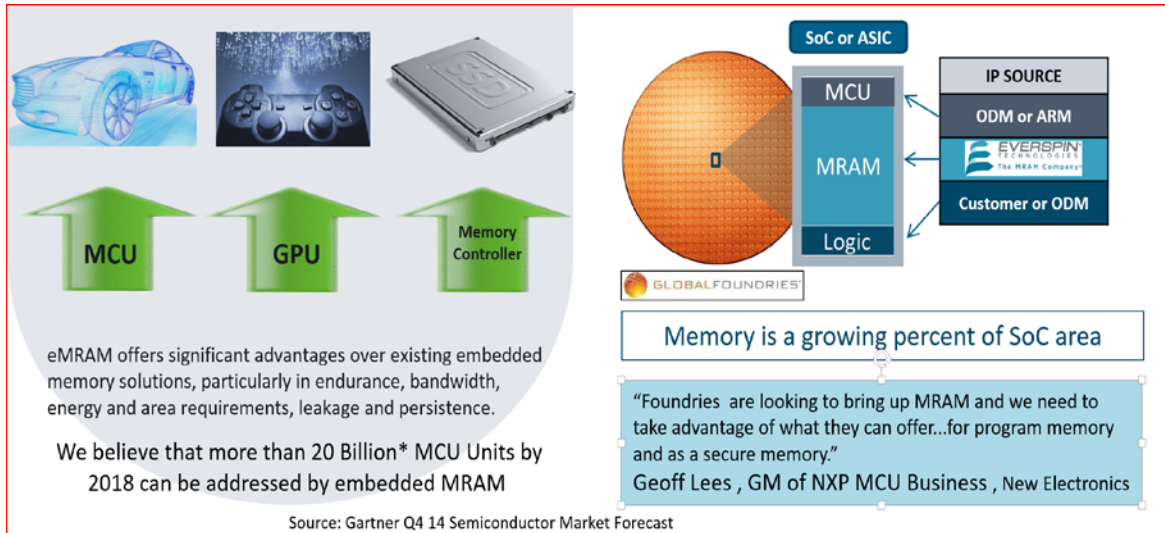 SSD
MCU
GPU
Memory
Controller
eMRAM offers significant advantages over existing embedded
memory solutions, particularly in endurance, bandwidth,
energy and area requirements, leakage and persistence.
We believe that more than 20 Billion* MCU Units by
2018 can be addressed by embedded MRAM
Source: Gartner Q4 14 Semiconductor Market Forecast
SoC or ASIC
MCU
MRAM
Logic
IP SOURCE
ODM or ARM
EVERSPIN
TECHNOLOGIES
The MRAM Company™
Customer or ODM
GLOBALFOUNDRIES™
Memory is a growing percent of SoC area
“Foundries are looking to bring up MRAM and we need to
take advantage of what they can offer...for program memory
and as a secure memory.”
Geoff Lees , GM of NXP MCU Business , New Electronics